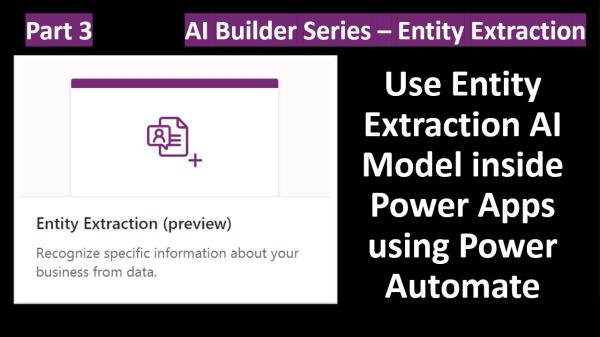 Part 3
AI Builder Series – Entity Extraction
Entity Extraction (preview)
Recognize specific information about your
business from data.
Use Entity
Extraction AI
Model inside
Power Apps
using Power
Automate